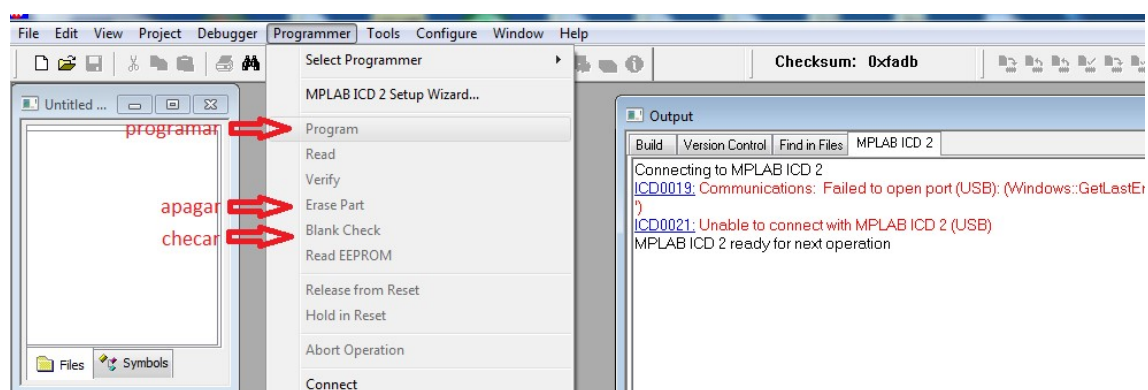 File Edit View Project Debugger Programmer Tools Configure Window Help
Checksum: 0xfadb
Select Programmer
MPLAB ICD 2 Setup Wizard...
programar
Program
Read
Verify
apagar
Erase Part
checar
Blank Check
Read EEPROM
Release from Reset
Hold in Reset
Abort Operation
Connect
Untitled ...
Files
Symbols
Output
Build Version Control Find in Files MPLAB ICD 2
Connecting to MPLAB ICD 2
ICD0019: Communications: Failed to open port (USB): (Windows::GetLastEr
')
ICD0021: Unable to connect with MPLAB ICD 2 (USB)
MPLAB ICD 2 ready for next operation